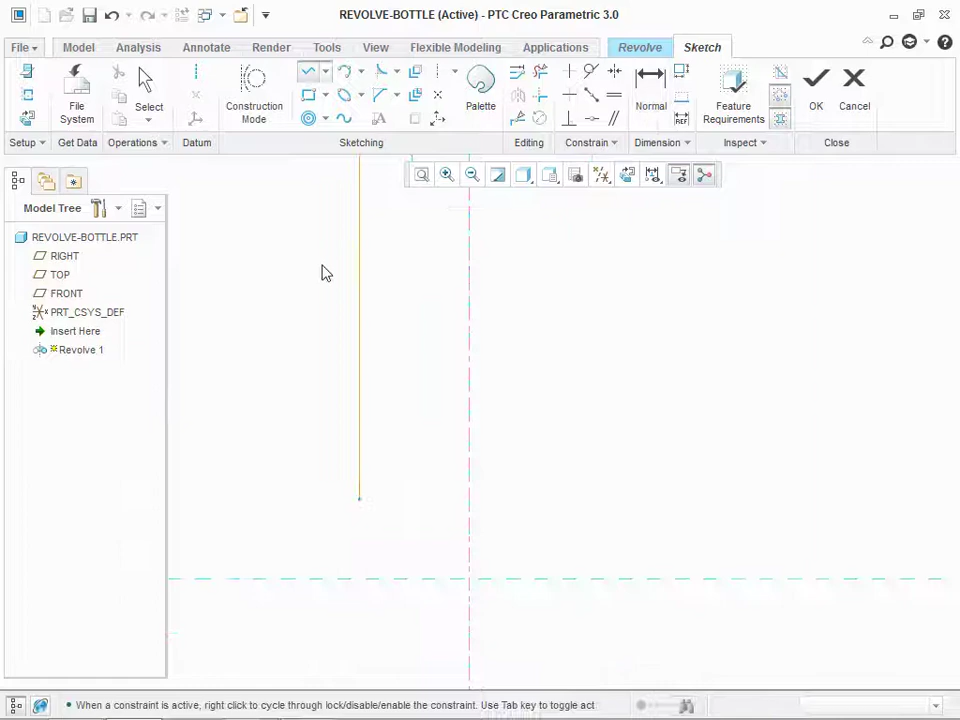 REVOLVE-BOTTLE (Active) - PTC Creo Parametric 3.0
File Model Analysis Annotate Render Tools View Flexible Modeling Applications Revolve Sketch
File System Select Construction Mode Palette Normal Feature Requirements OK Cancel
Setup Get Data Operations Datum Sketching Editing Constrain Dimension Inspect Close
Model Tree
REVOLVE-BOTTLE.PRT
RIGHT
TOP
FRONT
PRT_CSYS_DEF
Insert Here
Revolve 1
• When a constraint is active, right click to cycle through lock/disable/enable the constraint. Use Tab key to toggle act